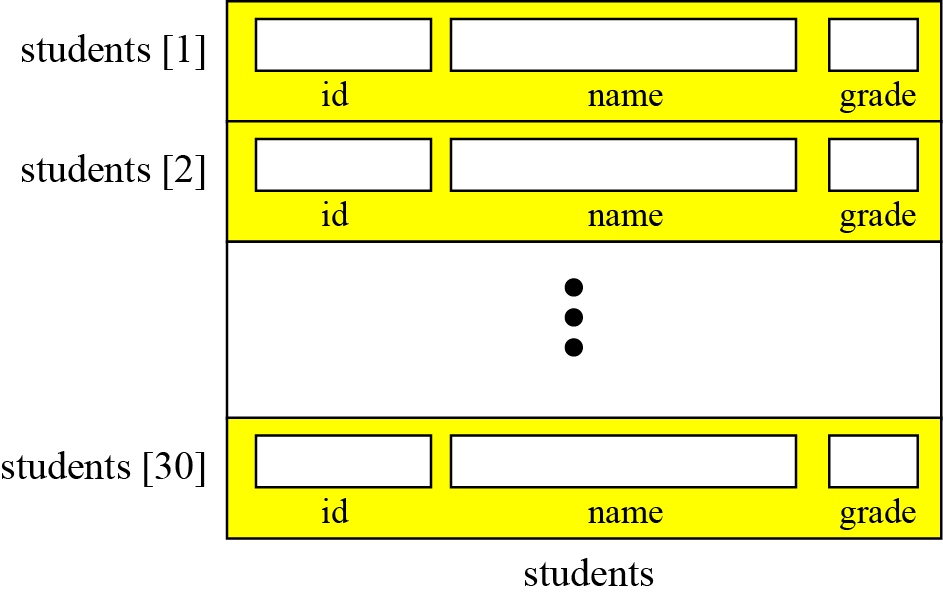 students [1]
id name grade
students [2]
id name grade
students [30]
id name grade
students